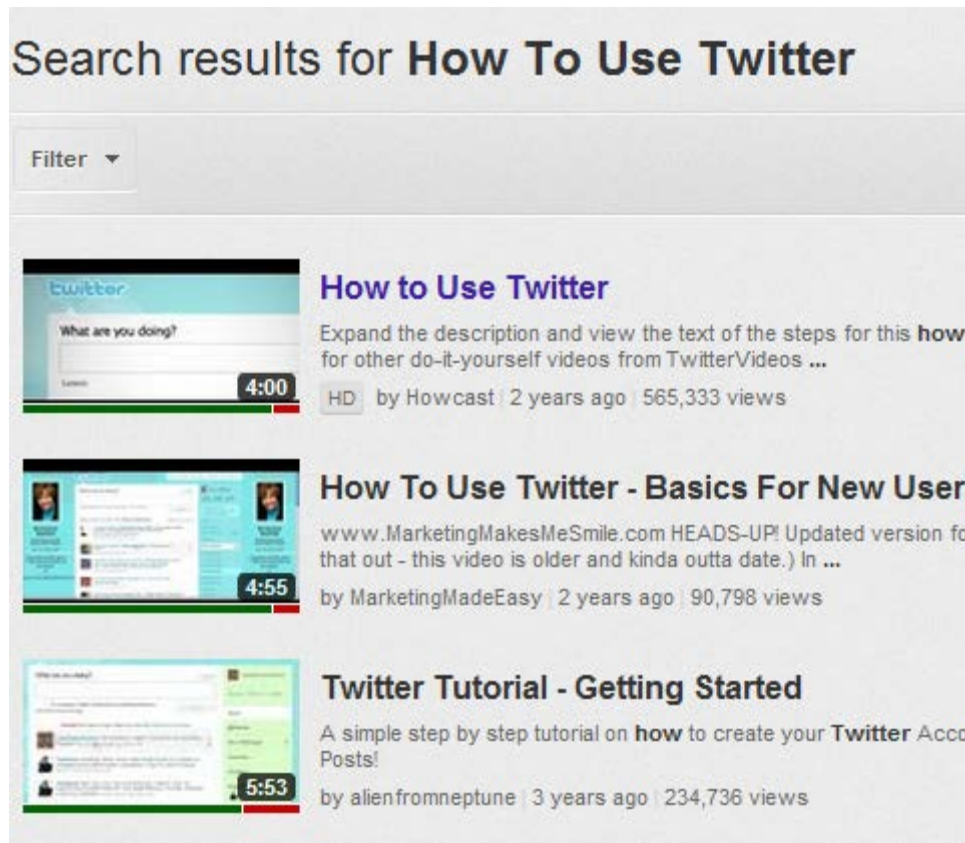 Search results for How To Use Twitter
Filter
twitter
What are you doing?
4:00
How to Use Twitter
Expand the description and view the text of the steps for this how
for other do-it-yourself videos from TwitterVideos ...
HD by Howcast 2 years ago 565,333 views
4:55
How To Use Twitter - Basics For New User
www.MarketingMakesMeSmile.com HEADS-UP! Updated version fo
that out - this video is older and kinda outta date.) In ...
by MarketingMadeEasy 2 years ago 90,798 views
5:53
Twitter Tutorial - Getting Started
A simple step by step tutorial on how to create your Twitter Acco
Posts!
by alienfromneptune 3 years ago 234,736 views